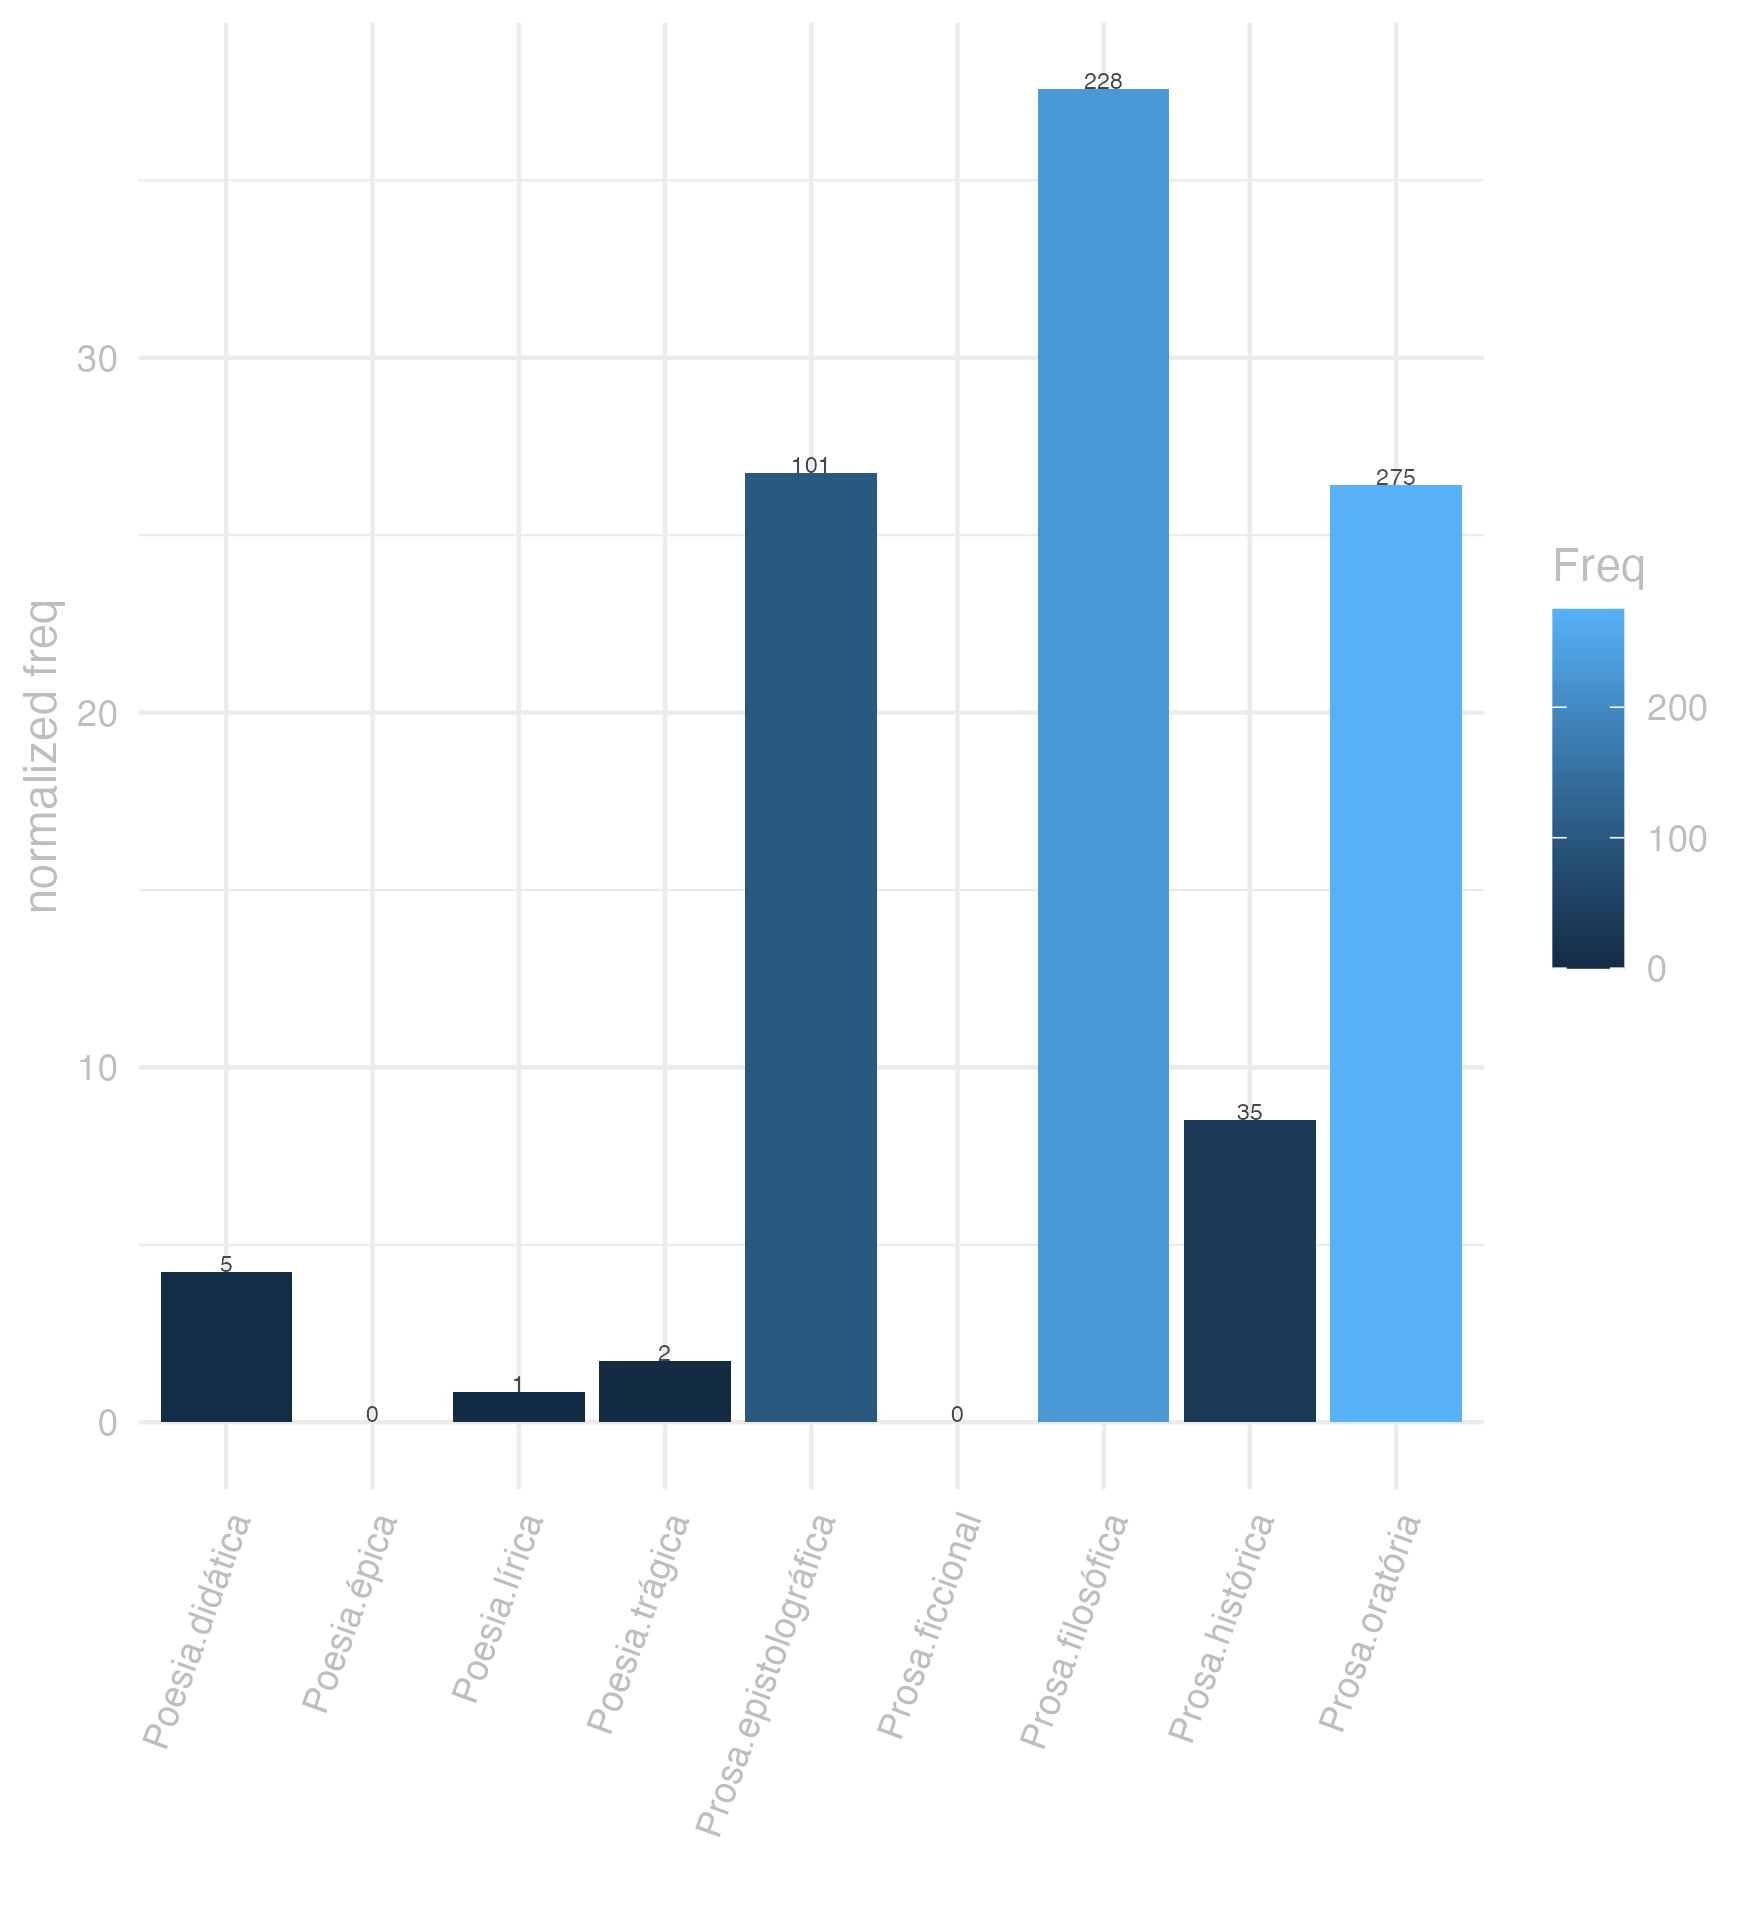 228
101
275
35
5
2
1
0
0
30
20
10
0
normalized freq
Poesia.didática
Poesia.épica
Poesia.lírica
Poesia.trágica
Prosa.epistolográfica
Prosa.ficcional
Prosa.filosófica
Prosa.histórica
Prosa.oratória
Freq
200
100
0